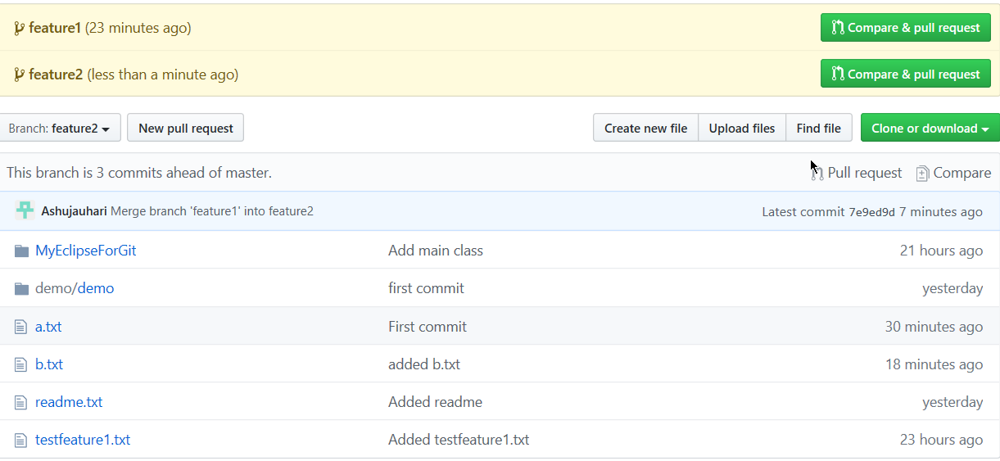 feature1 (23 minutes ago) Compare & pull request
feature2 (less than a minute ago) Compare & pull request
Branch: feature2 New pull request Create new file Upload files Find file Clone or download
This branch is 3 commits ahead of master. Pull request Compare
Ashujauhari Merge branch 'feature1' into feature2 Latest commit 7e9ed9d 7 minutes ago
MyEclipseForGit Add main class 21 hours ago
demo/demo first commit yesterday
a.txt First commit 30 minutes ago
b.txt added b.txt 18 minutes ago
readme.txt Added readme yesterday
testfeature1.txt Added testfeature1.txt 23 hours ago